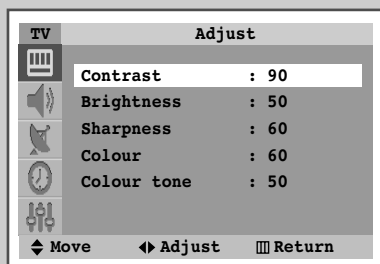 TV Adjust
Contrast : 90
Brightness : 50
Sharpness : 60
Colour : 60
Colour tone : 50
Move Adjust Return